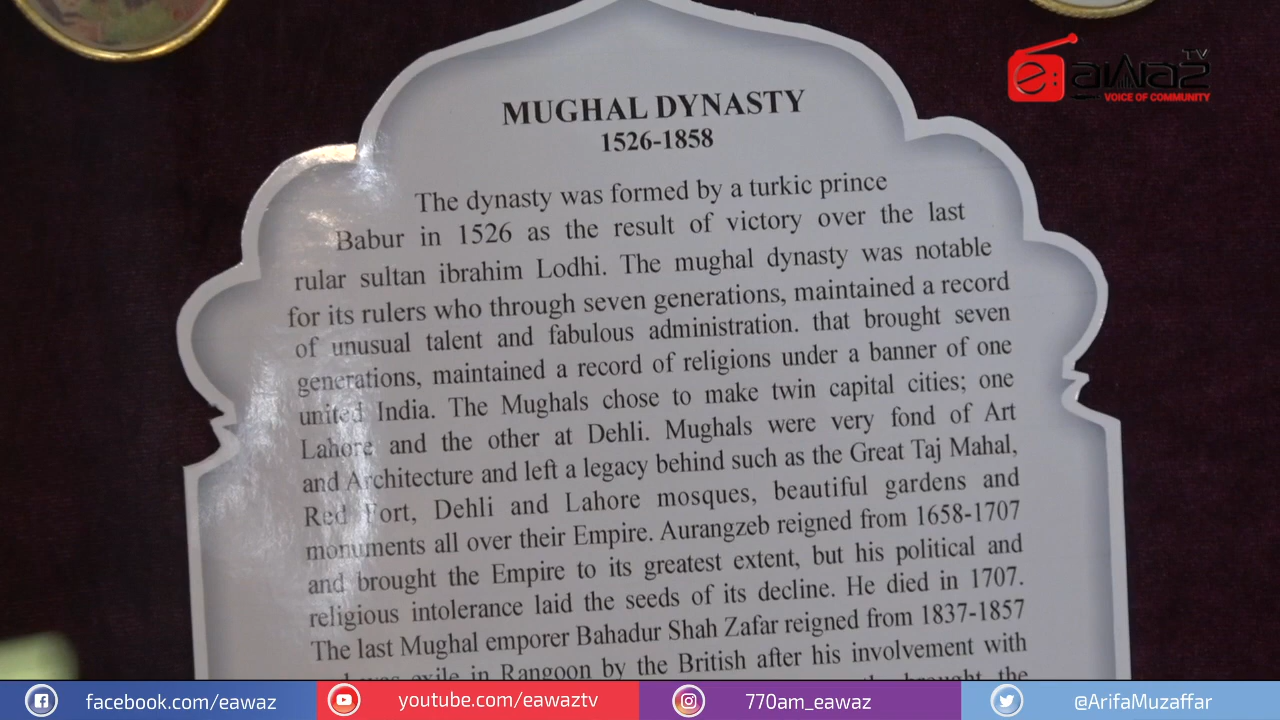 e:awaz TV
VOICE OF COMMUNITY
MUGHAL DYNASTY
1526-1858
The dynasty was formed by a turkic prince
Babur in 1526 as the result of victory over the last
rular sultan ibrahim Lodhi. The mughal dynasty was notable
for its rulers who through seven generations, maintained a record
of unusual talent and fabulous administration. that brought seven
generations, maintained a record of religions under a banner of one
united India. The Mughals chose to make twin capital cities; one
Lahore and the other at Dehli. Mughals were very fond of Art
and Architecture and left a legacy behind such as the Great Taj Mahal,
Red Fort, Dehli and Lahore mosques, beautiful gardens and
monuments all over their Empire. Aurangzeb reigned from 1658-1707
and brought the Empire to its greatest extent, but his political and
religious intolerance laid the seeds of its decline. He died in 1707.
The last Mughal emporer Bahadur Shah Zafar reigned from 1837-1857
exile in Rangoon by the British after his involvement with
brought the
facebook.com/eawaz
youtube.com/eawaztv
770am_eawaz
@ArifaMuzaffar